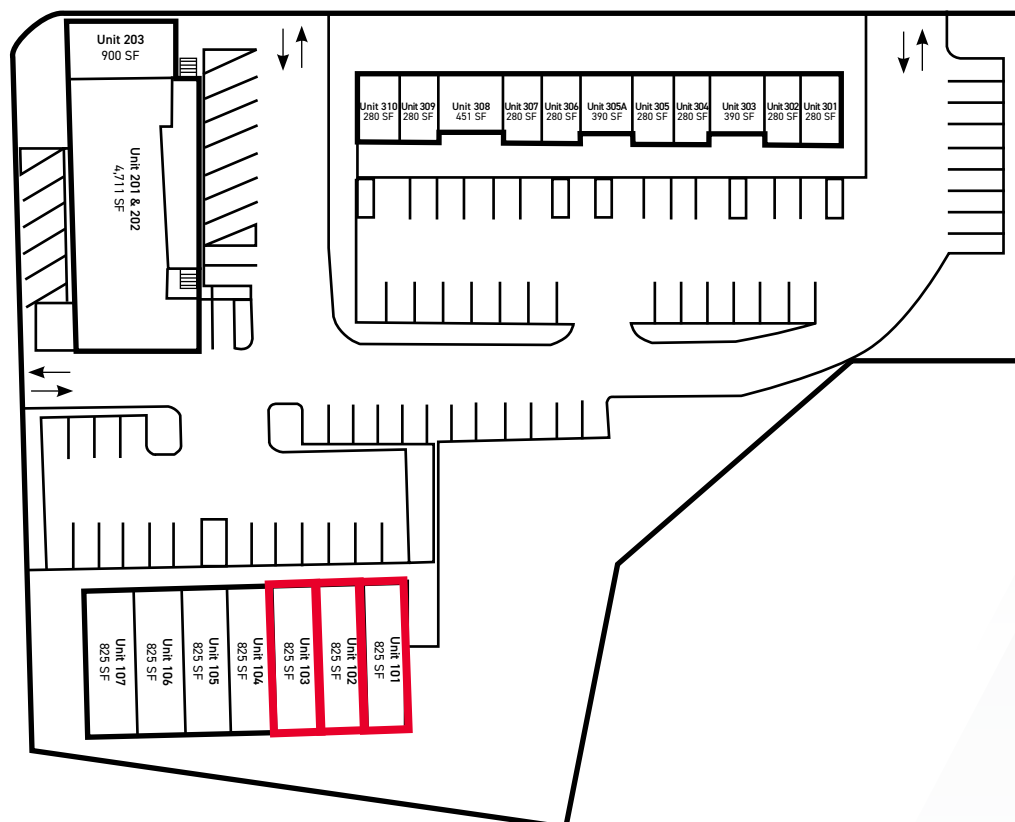 Unit 203
900 SF
Unit 201 & 202
4,711 SF
Unit 310
280 SF
Unit 309
280 SF
Unit 308
451 SF
Unit 307
280 SF
Unit 306
280 SF
Unit 305A
390 SF
Unit 305
280 SF
Unit 304
280 SF
Unit 303
390 SF
Unit 302
280 SF
Unit 301
280 SF
Unit 107
825 SF
Unit 106
825 SF
Unit 105
825 SF
Unit 104
825 SF
Unit 103
825 SF
Unit 102
825 SF
Unit 101
825 SF